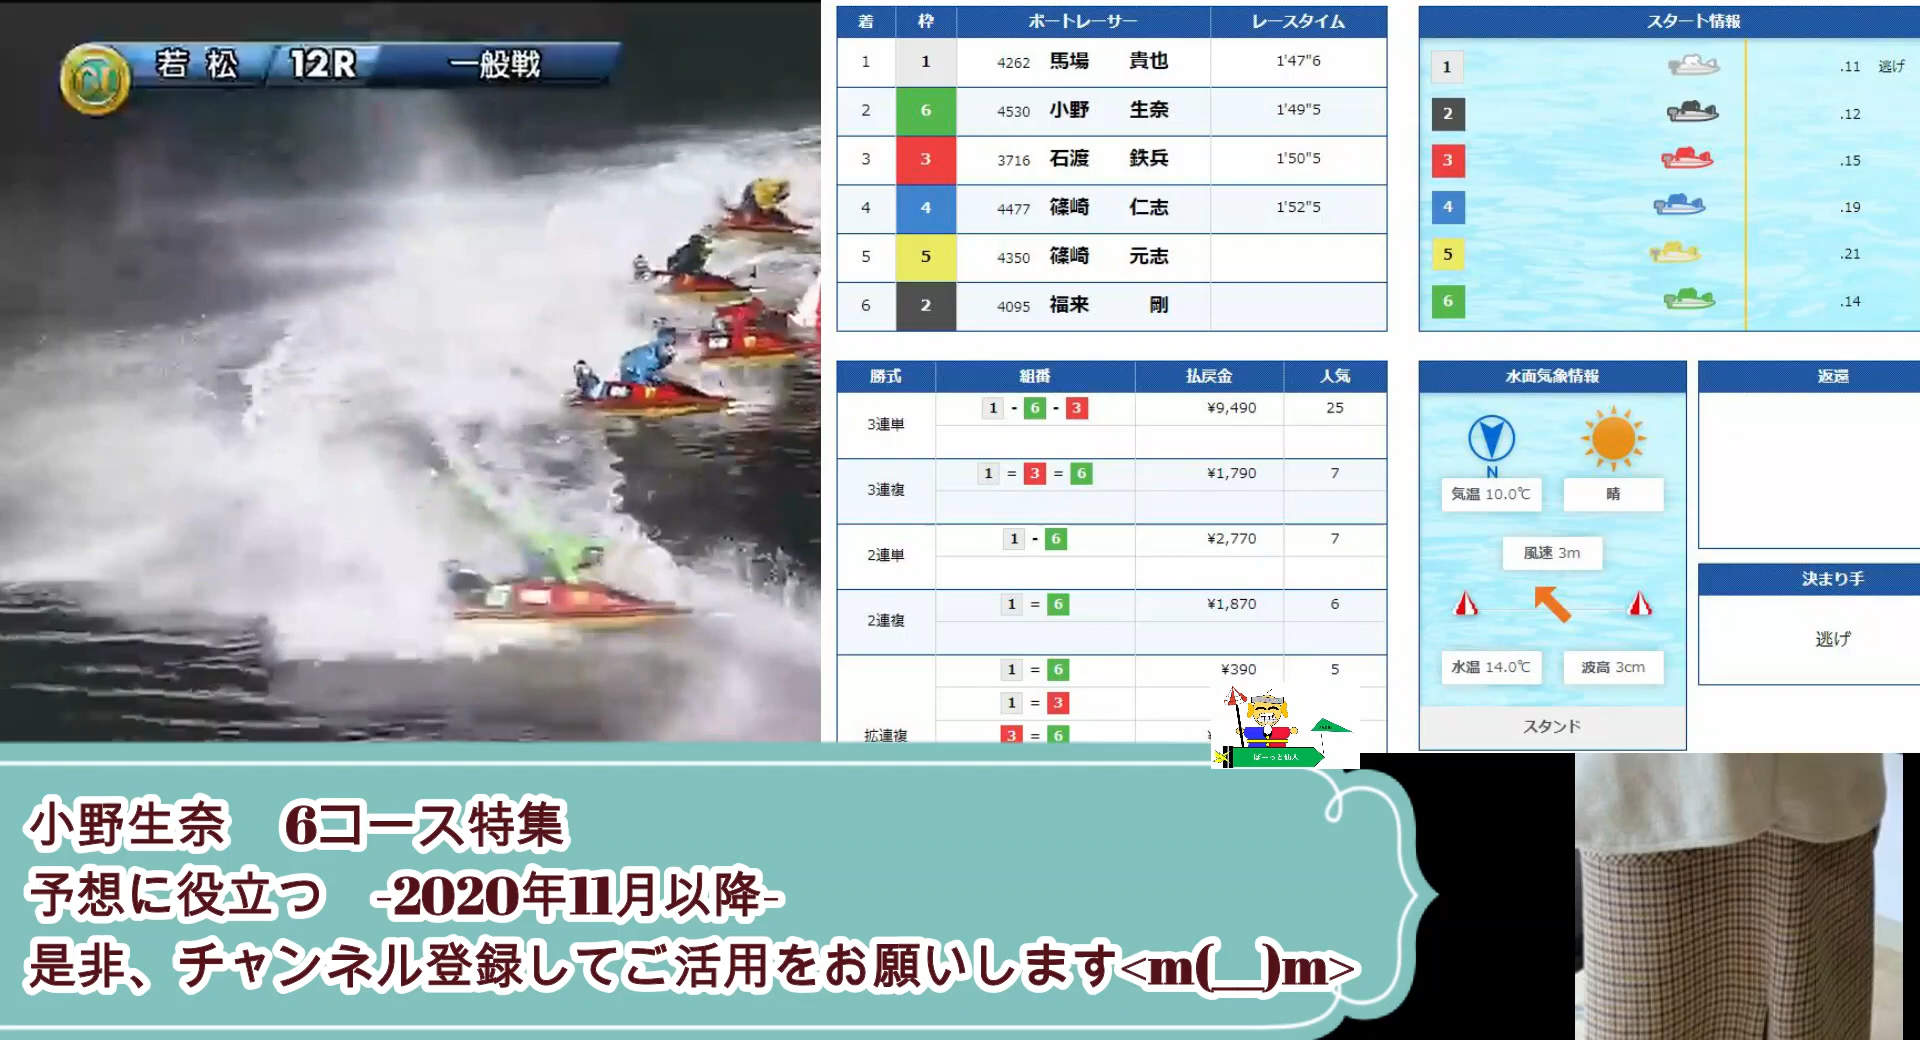 若松 12R 一般戦
着 枠 ボートレーサー レースタイム
1 1 4262 馬場 貴也 1'47"6
2 6 4530 小野 生奈 1'49"5
3 3 3716 石渡 鉄兵 1'50"5
4 4 4477 篠崎 仁志 1'52"5
5 5 4350 篠崎 元志
6 2 4095 福来 剛
スタート情報
1 .11 逃げ
2 .12
3 .15
4 .19
5 .21
6 .14
勝式 組番 払戻金 人気
3連単 1 - 6 - 3 ¥9,490 25
3連複 1 = 3 = 6 ¥1,790 7
2連単 1 - 6 ¥2,770 7
2連複 1 = 6 ¥1,870 6
拡連複 1 = 6 ¥390 5
1 = 3
3 = 6
水面気象情報
N
気温 10.0℃ 晴
風速 3m
水温 14.0℃ 波高 3cm
スタンド
返還
決まり手
逃げ
ぼーっと仙人
小野生奈 6コース特集
予想に役立つ -2020年11月以降-
是非、チャンネル登録してご活用をお願いします<m(__)m>